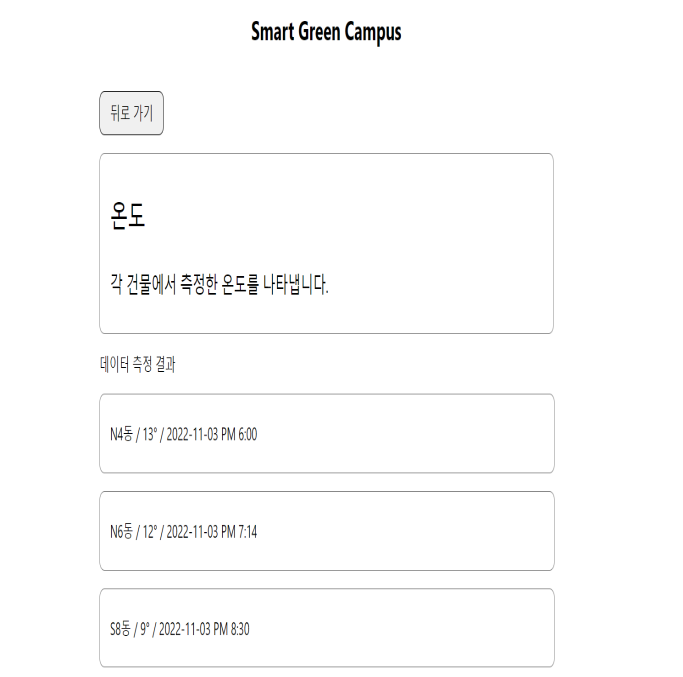 Smart Green Campus
뒤로 가기
온도
각 건물에서 측정한 온도를 나타냅니다.
데이터 측정 결과
N4동 / 13° / 2022-11-03 PM 6:00
N6동 / 12° / 2022-11-03 PM 7:14
S8동 / 9° / 2022-11-03 PM 8:30